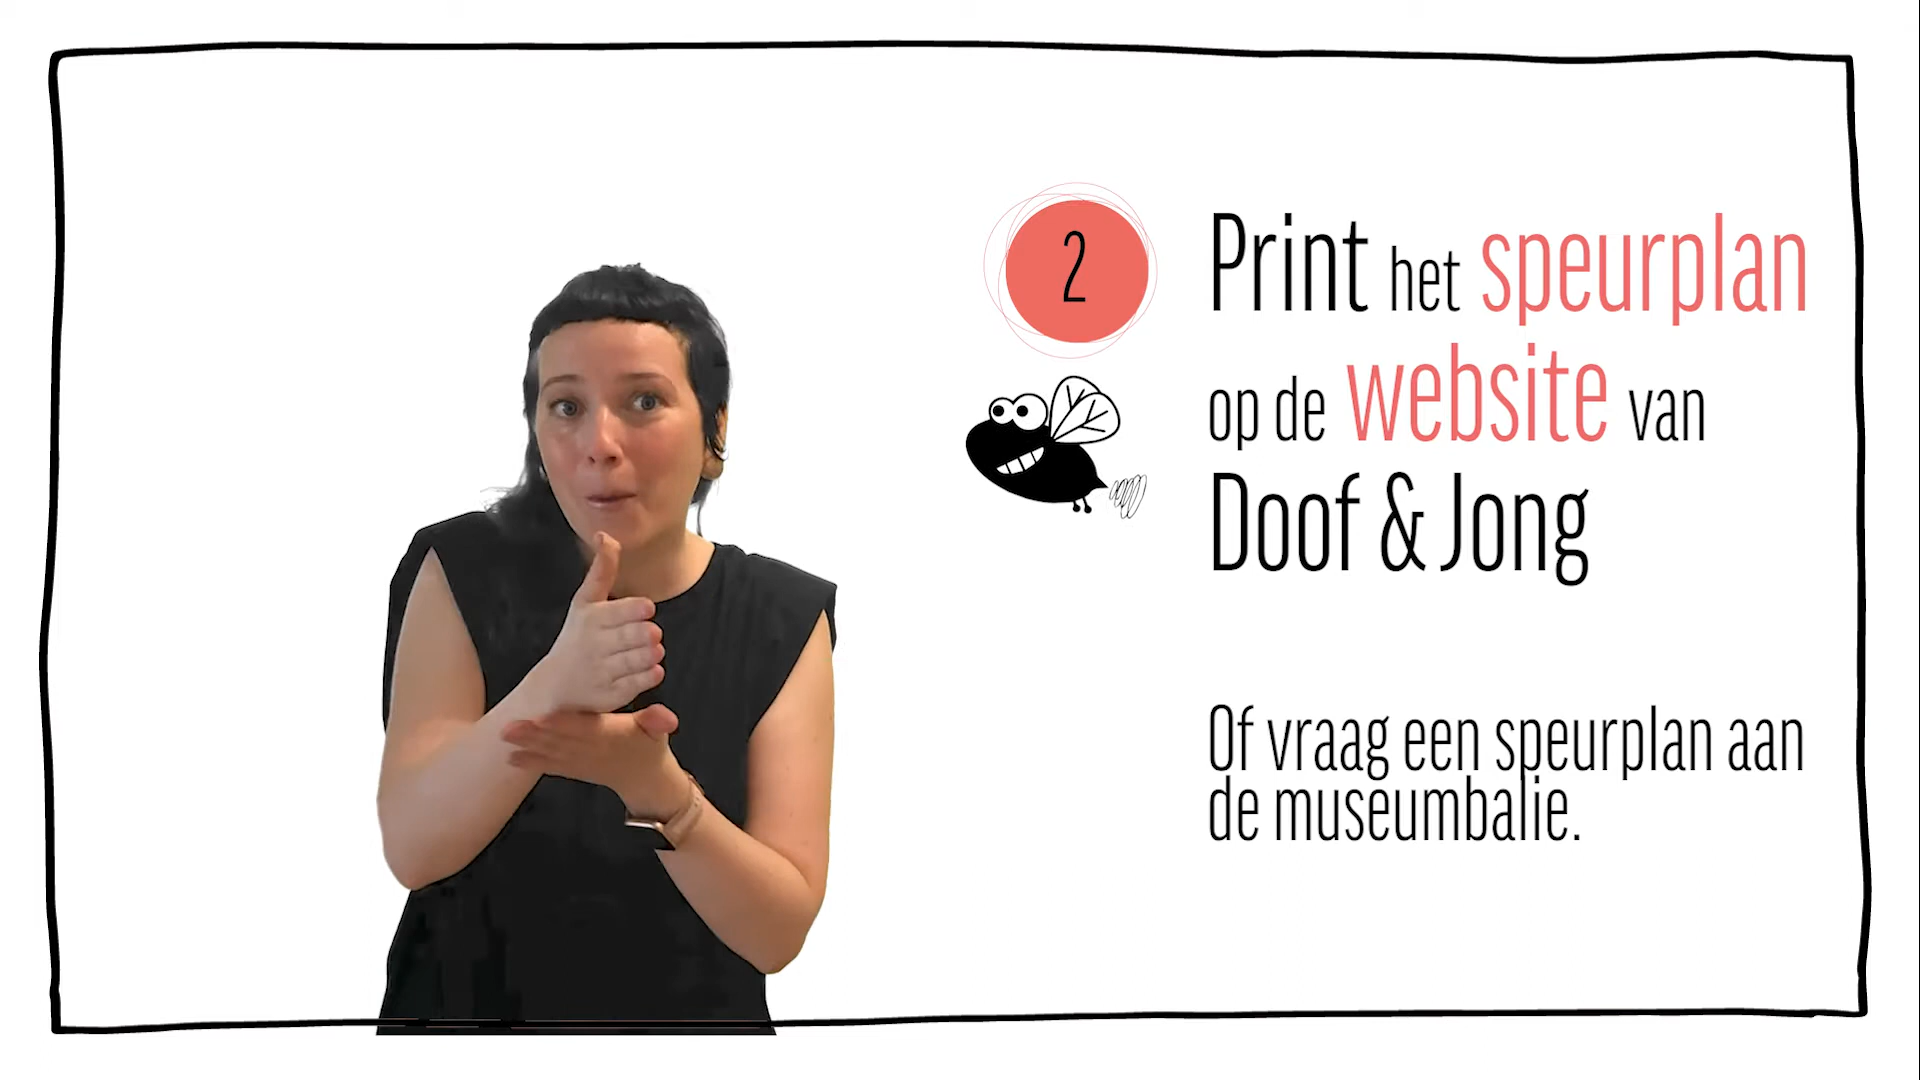 2
Print het speurplan
op de website van
Doof & Jong
Of vraag een speurplan aan
de museumbalie.